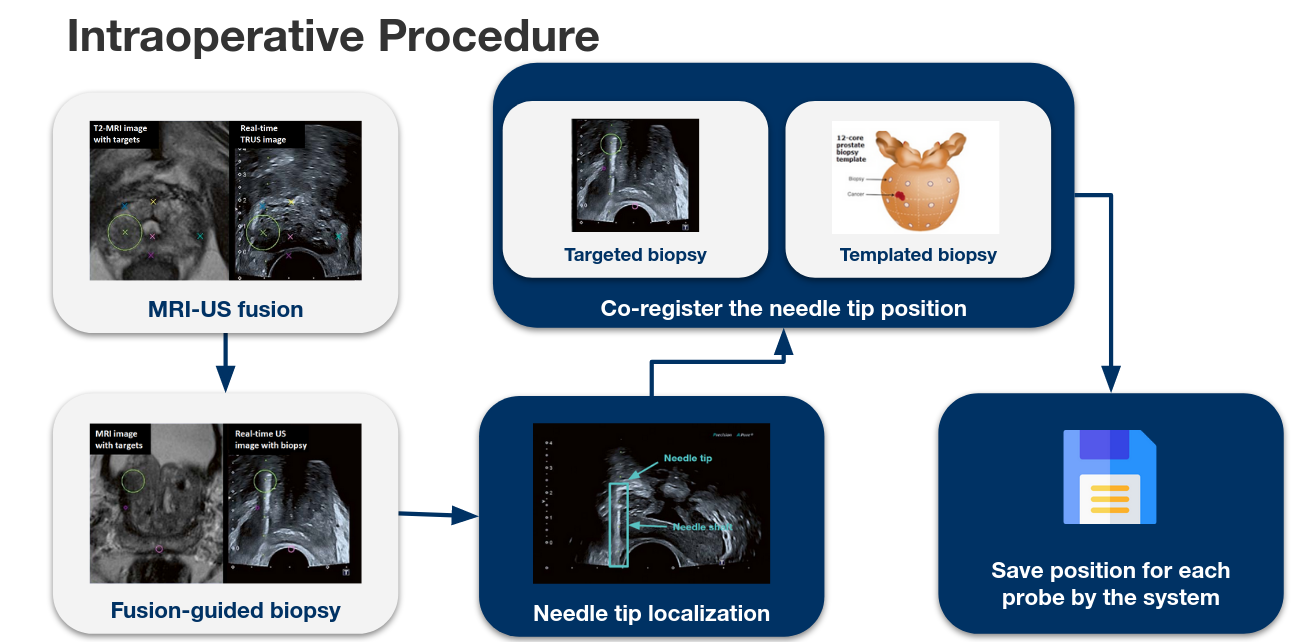 Intraoperative Procedure
T2-MRI image
with targets
Real-time
TRUS image
MRI-US fusion
MRI image
with targets
Real-time US
image with biopsy
Fusion-guided biopsy
Needle tip
Needle shaft
Needle tip localization
Targeted biopsy
12-core
prostate
biopsy
template
Biopsy
Cancer
Templated biopsy
Co-register the needle tip position
Save position for each
probe by the system